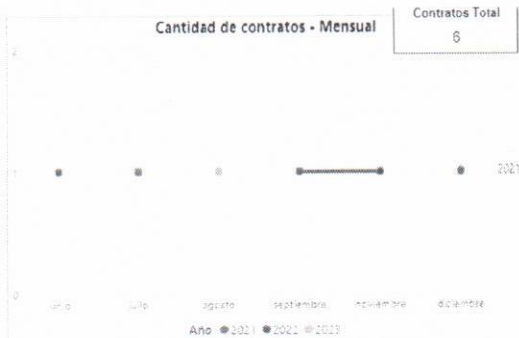 Cantidad de contratos - Mensual
Contratos Total
6
2
1
2021
0
junio julio agosto septiembre noviembre diciembre
Año 2021 2022 2023